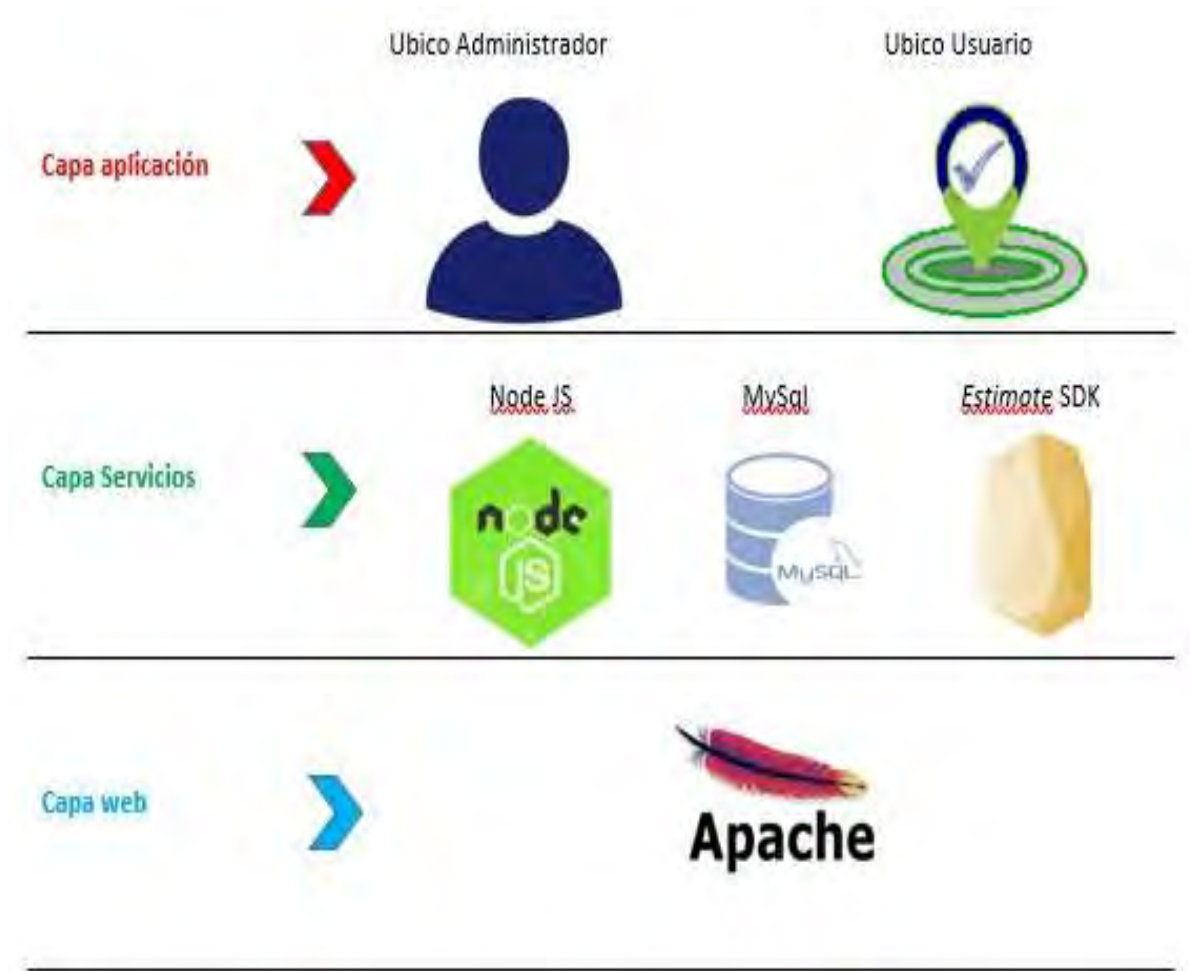 Ubico Administrador
Ubico Usuario
Capa aplicación
Node JS
MySql
Estimote SDK
Capa Servicios
node
JS
MySQL
Capa web
Apache